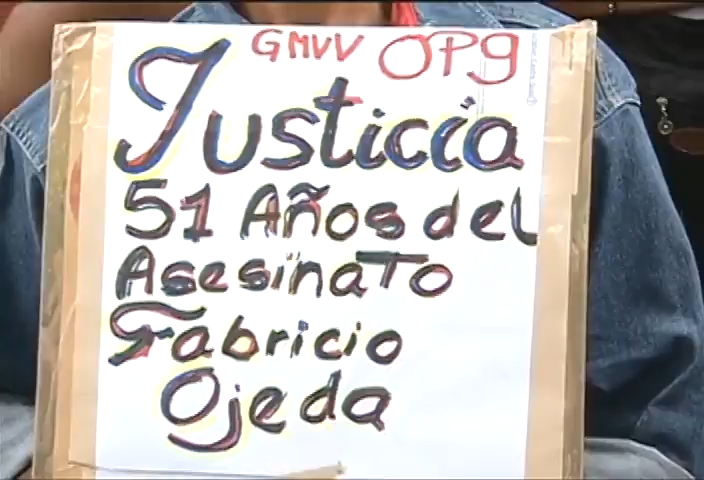 GMVV OPg
Justicia
51 Años del
Asesinato
Fabricio
Ojeda